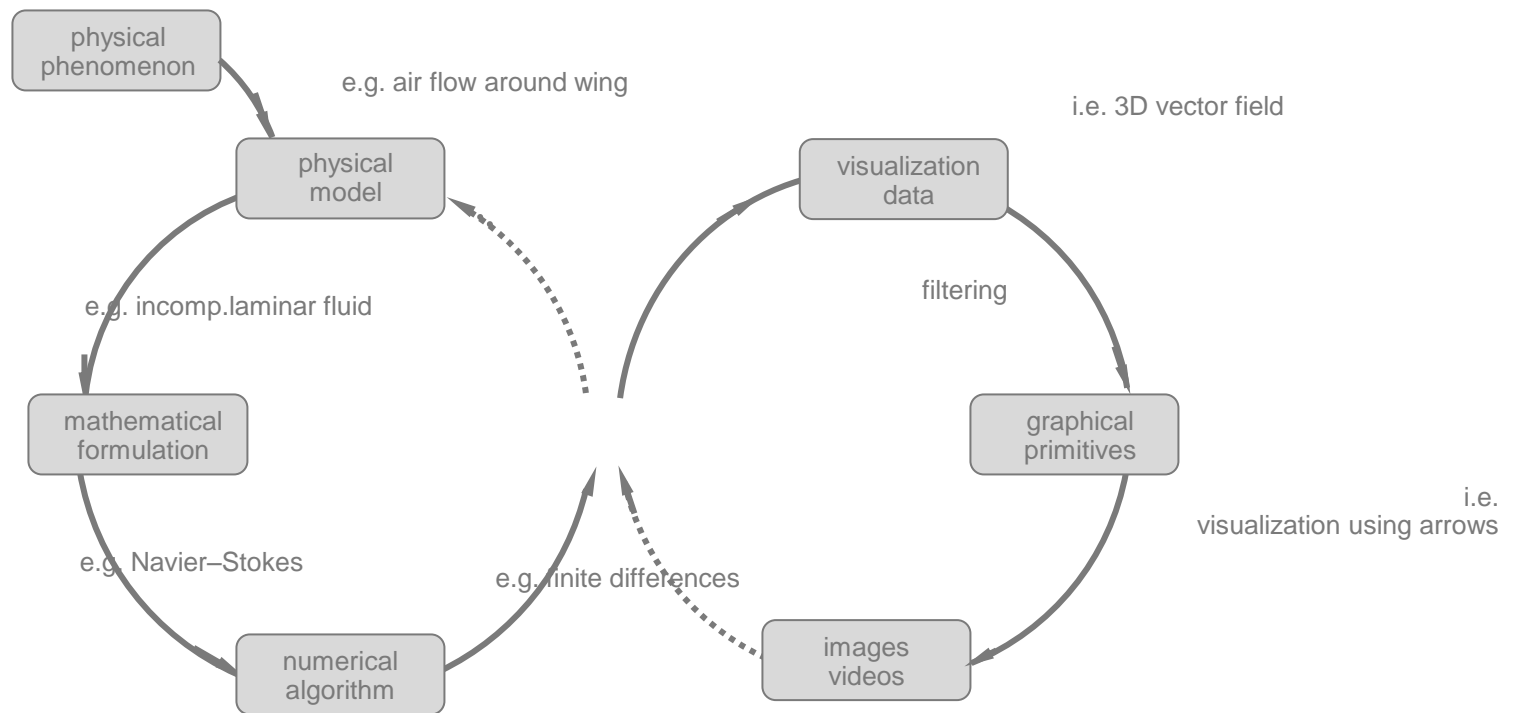 physical
phenomenon
e.g. air flow around wing
i.e. 3D vector field
physical
model
visualization
data
e.g. incomp.laminar fluid
filtering
mathematical
formulation
graphical
primitives
i.e.
visualization using arrows
e.g. Navier–Stokes
e.g. finite differences
numerical
algorithm
images
videos